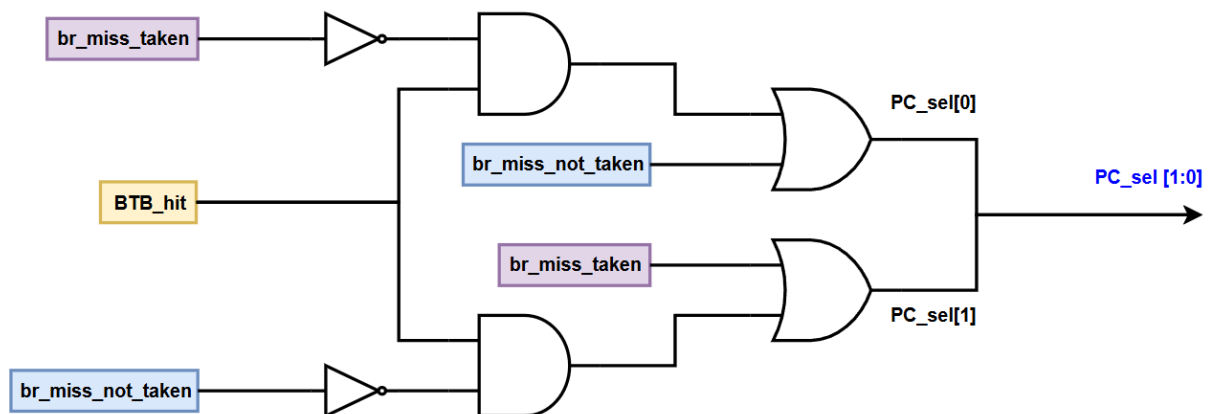 br_miss_taken
PC_sel[0]
br_miss_not_taken
PC_sel [1:0]
BTB_hit
br_miss_taken
PC_sel[1]
br_miss_not_taken